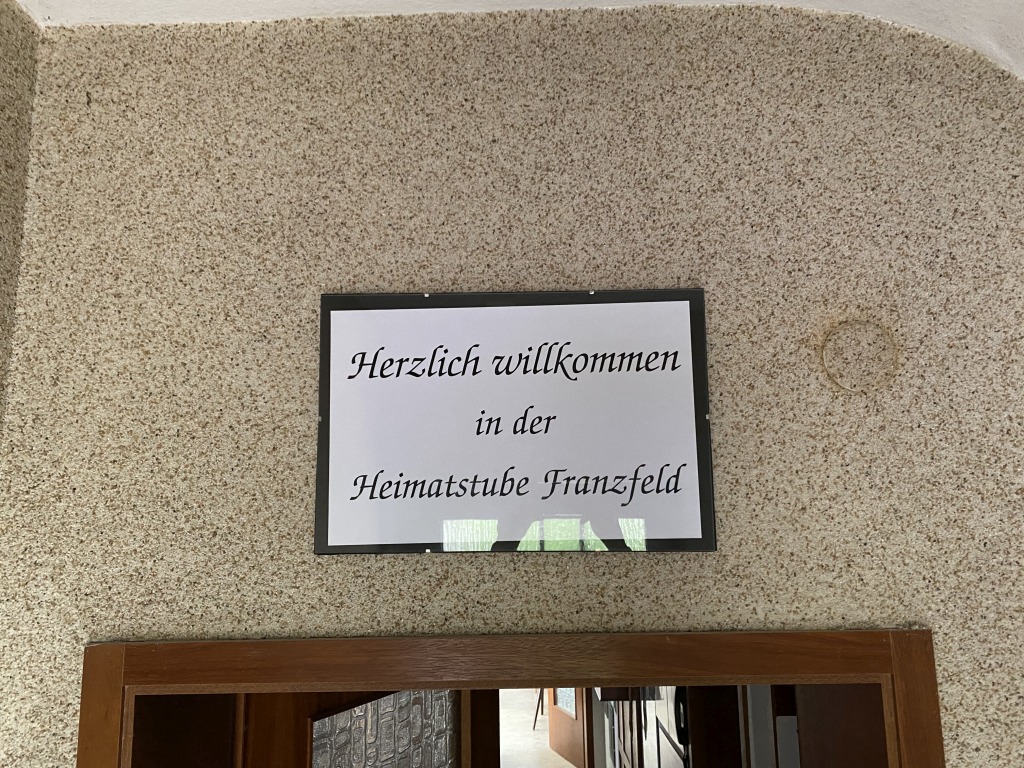 Herzlich willkommen
in der
Heimatstube Franzfeld